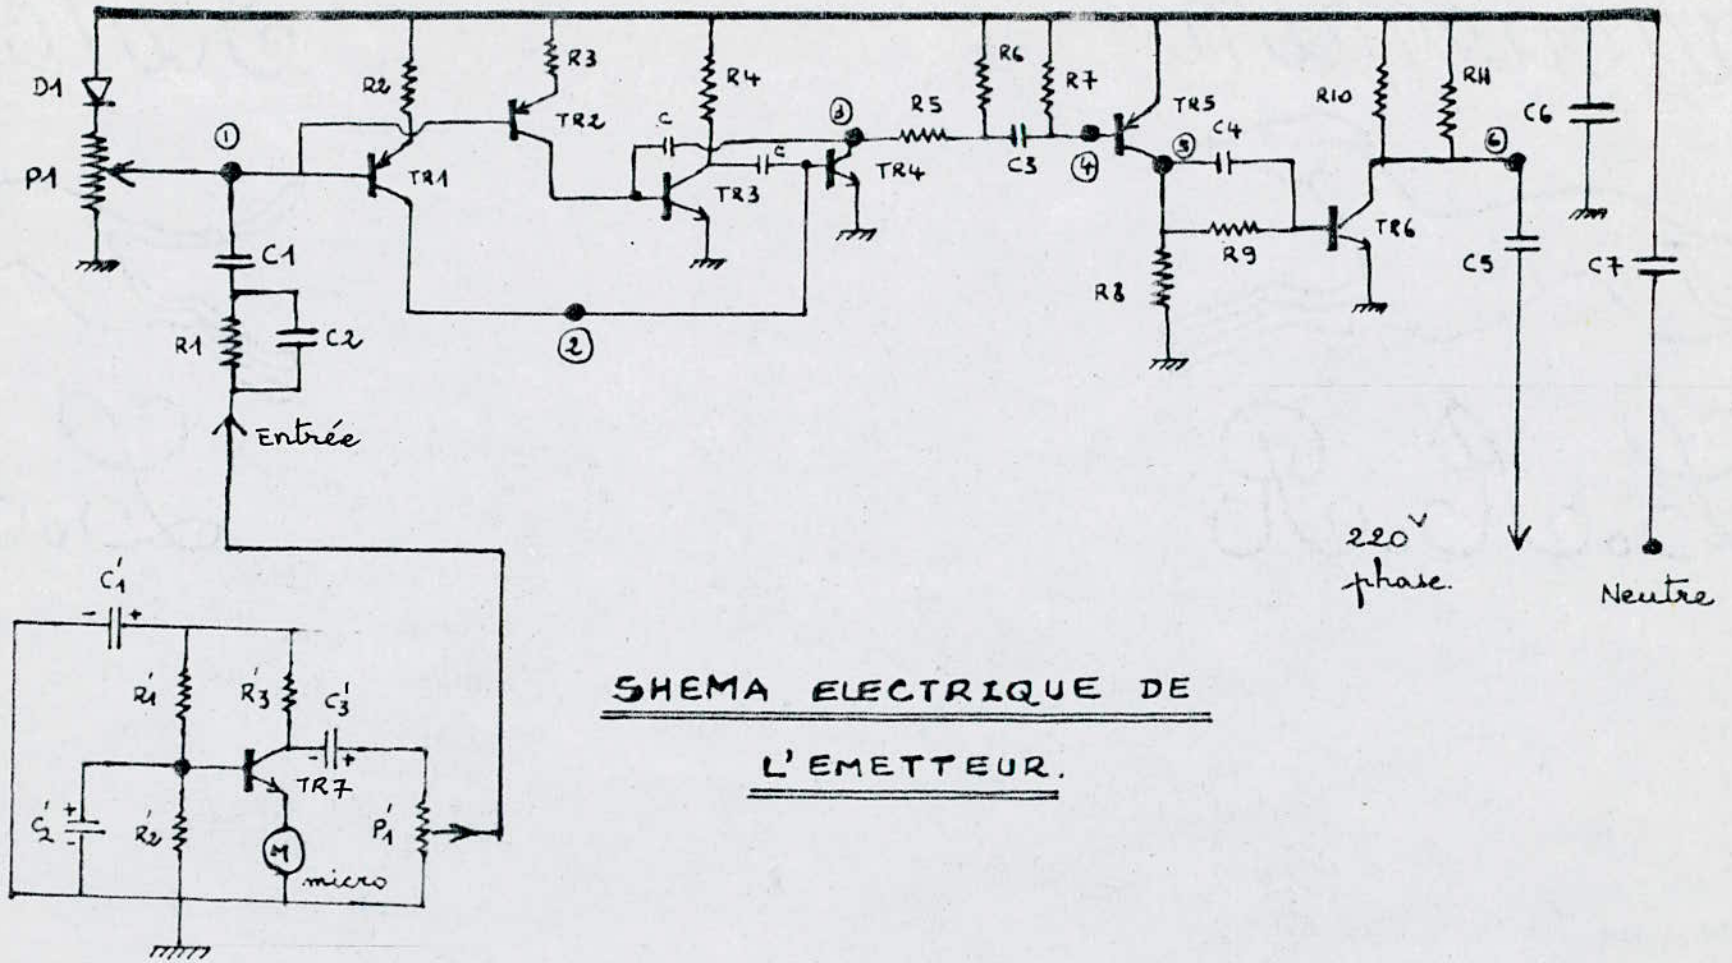 D1
P1
①
R2
TR1
R3
TR2
C
R4
TR3
C
③
TR4
R5
R6
C3
R7
④
TR5
⑤
C4
R8
R9
TR6
R10
R11
⑥
C6
C5
C7
②
C1
R1
C2
Entrée
220V
phase.
Neutre
C'1
- +
R'1
R'3
C'3
- +
TR7
C'2
+
-
R'2
M
micro
P'1
SHEMA ELECTRIQUE DE
L'EMETTEUR.